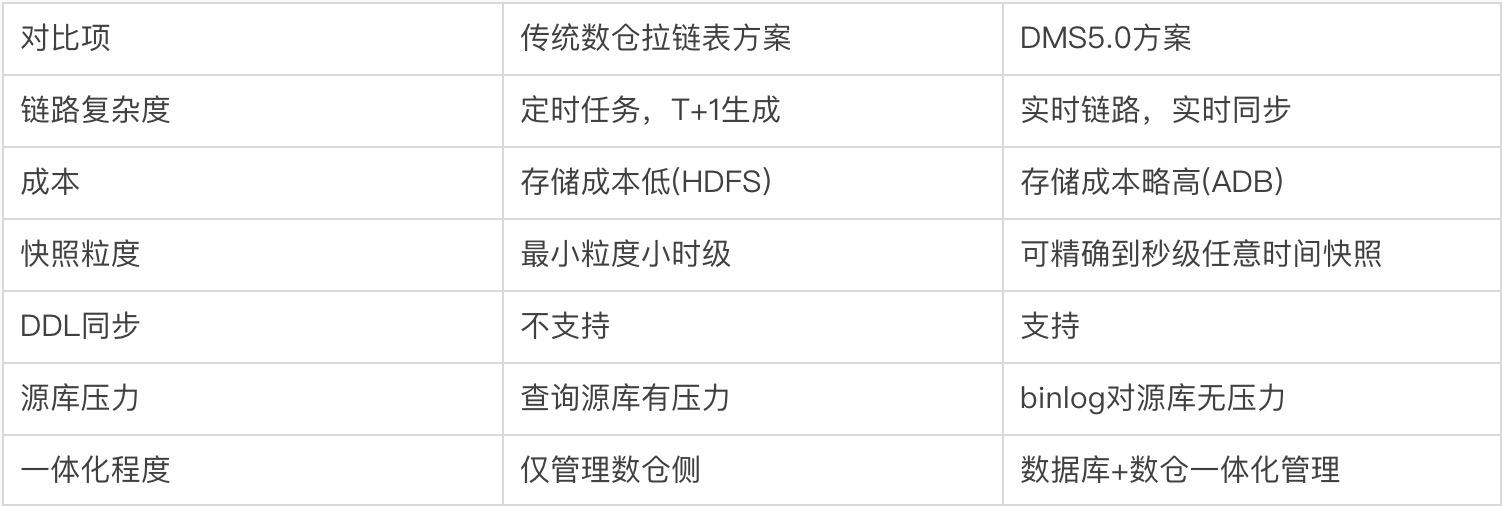 对比项 传统数仓拉链表方案 DMS5.0方案
链路复杂度 定时任务，T+1生成 实时链路，实时同步
成本 存储成本低(HDFS) 存储成本略高(ADB)
快照粒度 最小粒度小时级 可精确到秒级任意时间快照
DDL同步 不支持 支持
源库压力 查询源库有压力 binlog对源库无压力
一体化程度 仅管理数仓侧 数据库+数仓一体化管理